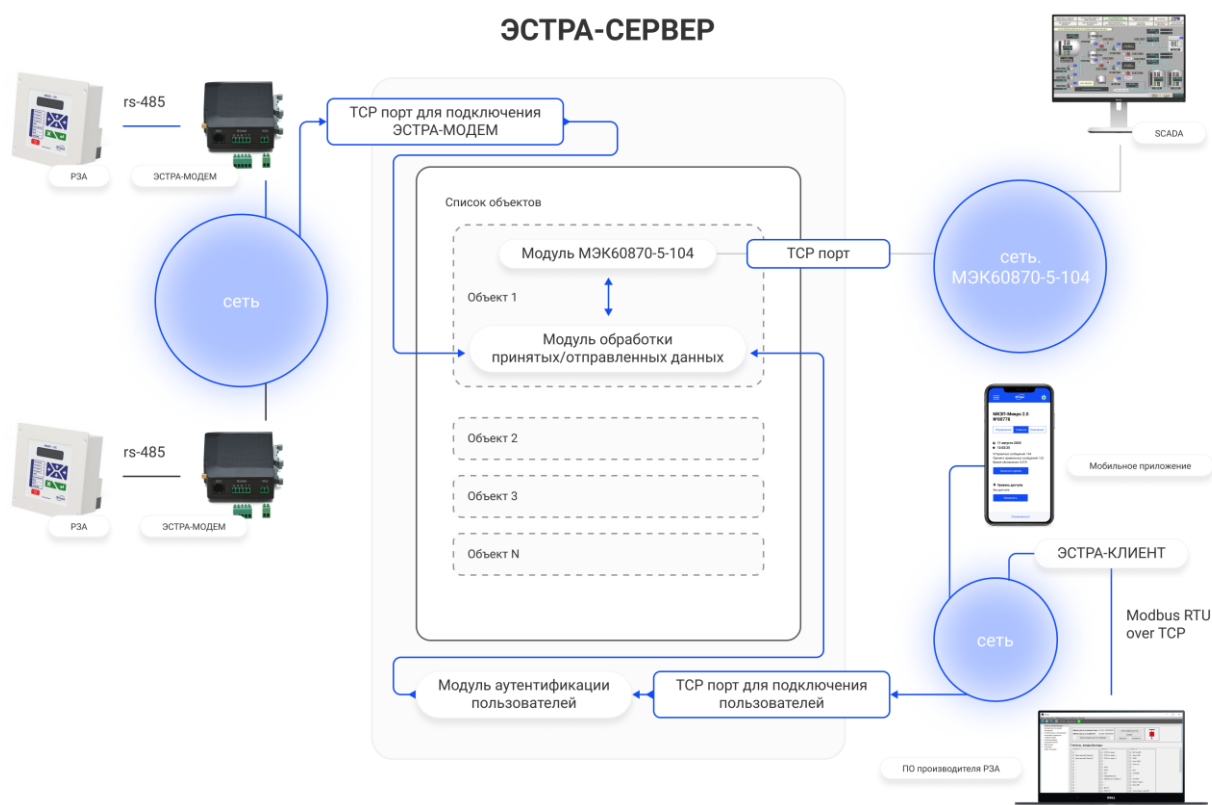 ЭСТРА-СЕРВЕР
rs-485
РЗА
ЭСТРА-МОДЕМ
TCP порт для подключения
ЭСТРА-МОДЕМ
SCADA
сеть
Список объектов
Модуль МЭК60870-5-104
TCP порт
сеть.
МЭК60870-5-104
Объект 1
Модуль обработки
принятых/отправленных данных
rs-485
РЗА
ЭСТРА-МОДЕМ
Объект 2
Объект 3
Объект N
Мобильное приложение
ЭСТРА-КЛИЕНТ
сеть
Modbus RTU
over TCP
Модуль аутентификации
пользователей
TCP порт для подключения
пользователей
ПО производителя РЗА